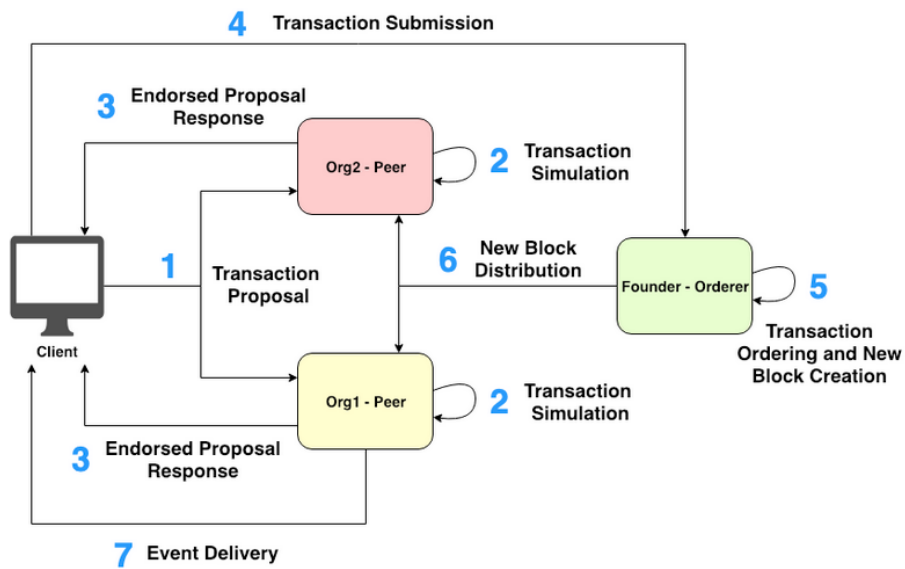 4 Transaction Submission
3 Endorsed Proposal
Response
Org2 - Peer
2 Transaction
Simulation
1
Transaction
Proposal
6 New Block
Distribution
Founder - Orderer
5
Transaction
Ordering and New
Block Creation
Client
Org1 - Peer
2 Transaction
Simulation
3 Endorsed Proposal
Response
7 Event Delivery